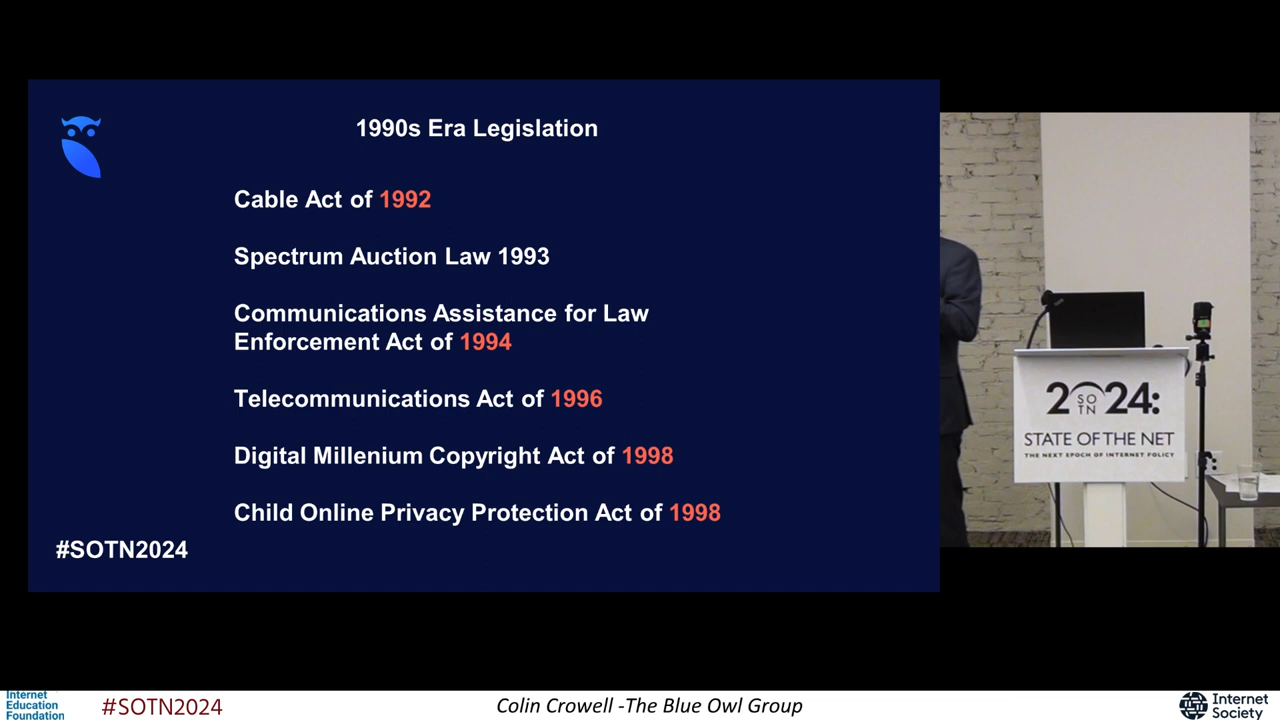 1990s Era Legislation
Cable Act of 1992
Spectrum Auction Law 1993
Communications Assistance for Law
Enforcement Act of 1994
Telecommunications Act of 1996
Digital Millenium Copyright Act of 1998
Child Online Privacy Protection Act of 1998
#SOTN2024
2024:
SO
TN
STATE OF THE NET
THE NEXT EPOCH OF INTERNET POLICY
Internet
Education
Foundation
#SOTN2024
Colin Crowell -The Blue Owl Group
Internet
Society